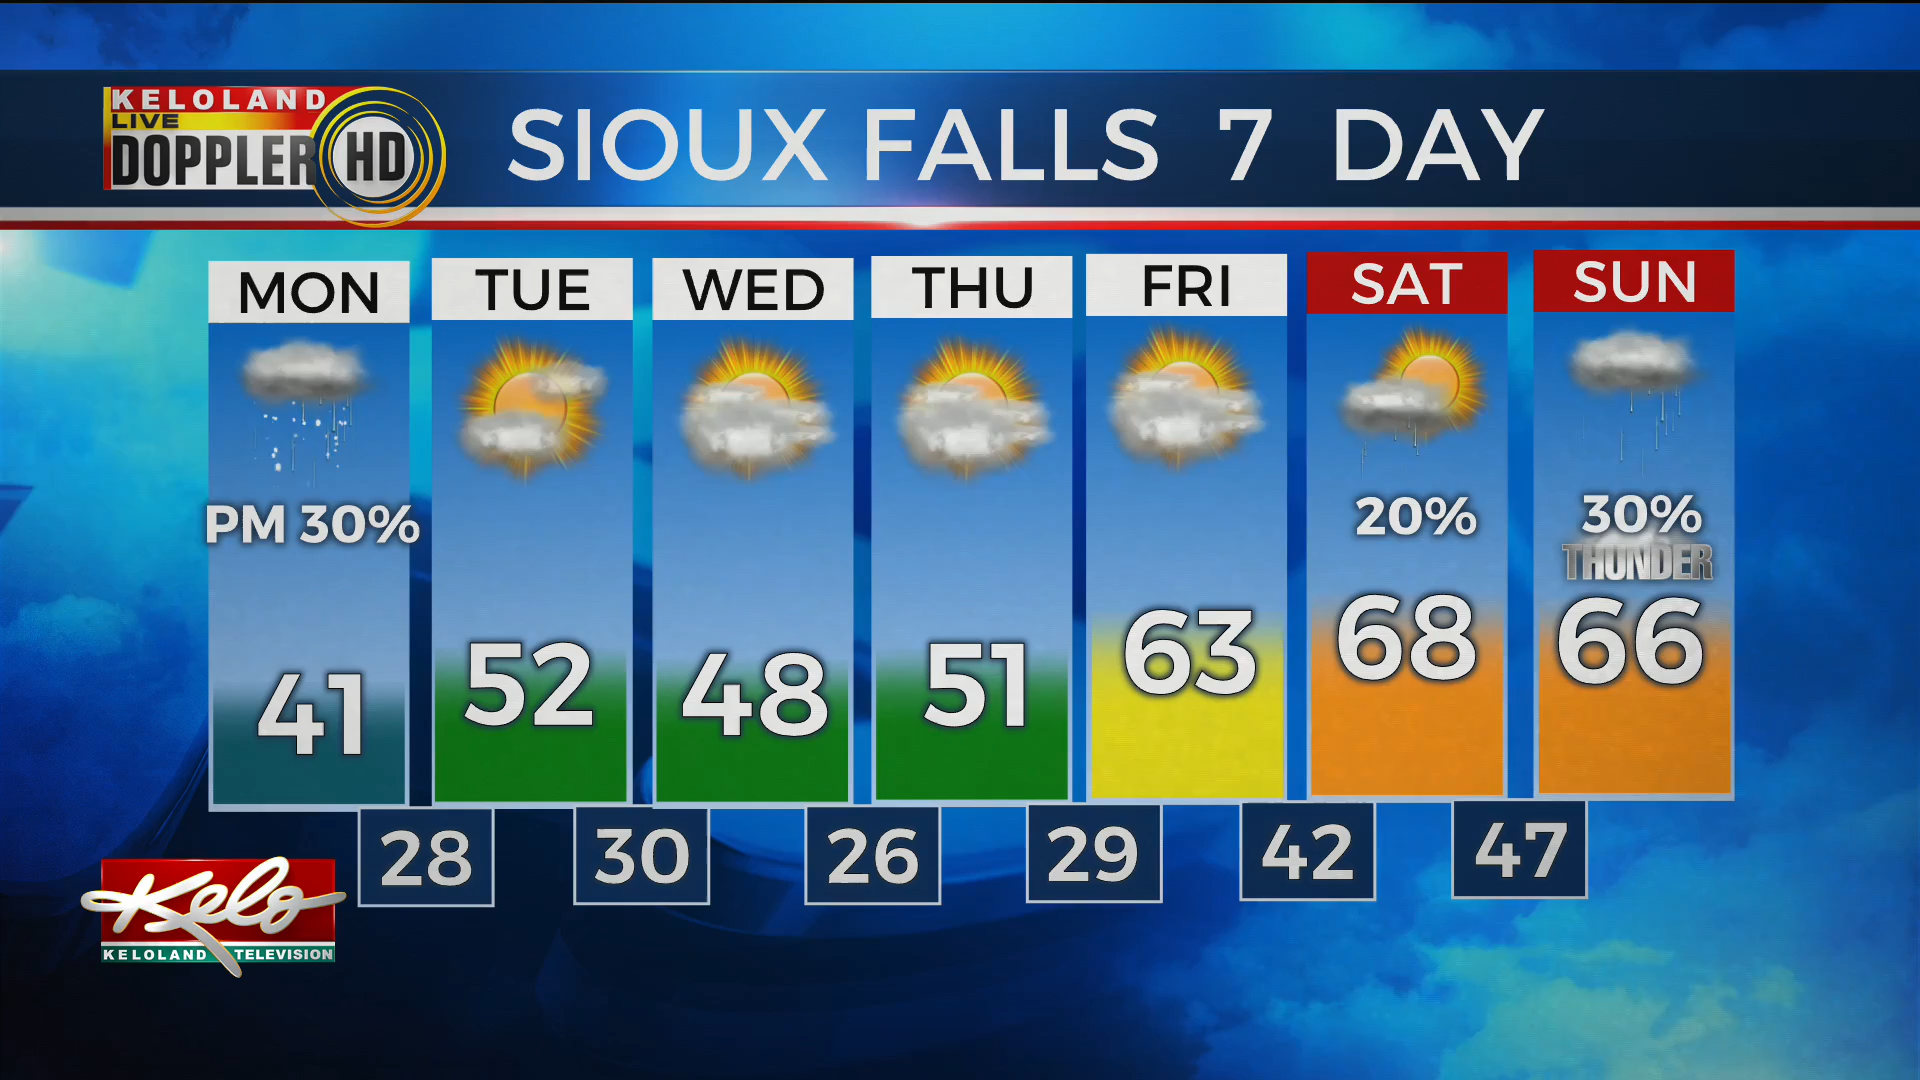 KELOLAND
LIVE
DOPPLER HD
SIOUX FALLS 7 DAY
MON TUE WED THU FRI SAT SUN
PM 30% 20% 30%
THUNDER
41 52 48 51 63 68 66
28 30 26 29 42 47
Kelo
KELOLAND TELEVISION